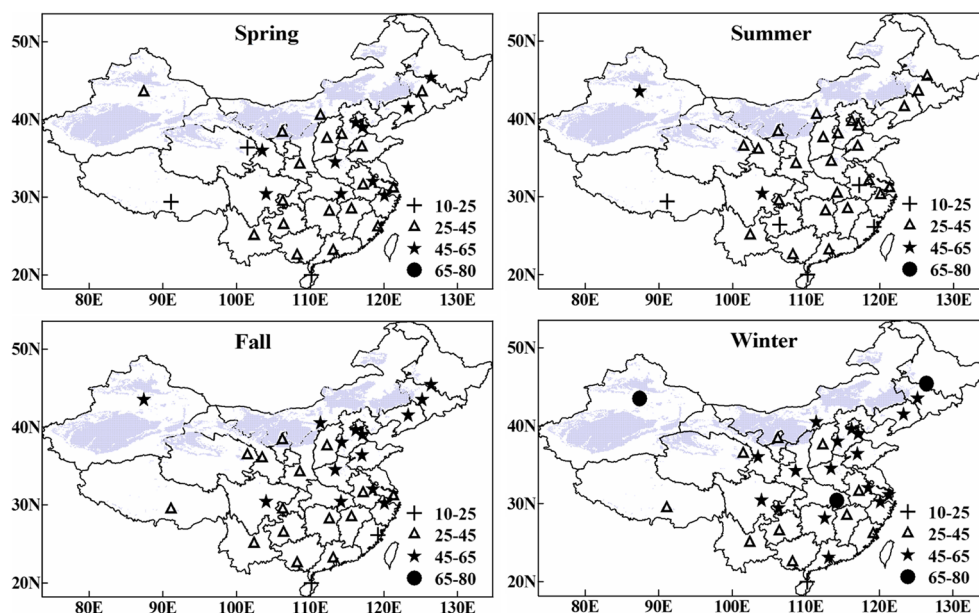 Spring
50N
40N
30N
20N
10-25
25-45
45-65
65-80
80E
90E
100E
110E
120E
130E
Summer
50N
40N
30N
20N
10-25
25-45
45-65
65-80
80E
90E
100E
110E
120E
130E
Fall
50N
40N
30N
20N
10-25
25-45
45-65
65-80
80E
90E
100E
110E
120E
130E
Winter
50N
40N
30N
20N
10-25
25-45
45-65
65-80
80E
90E
100E
110E
120E
130E